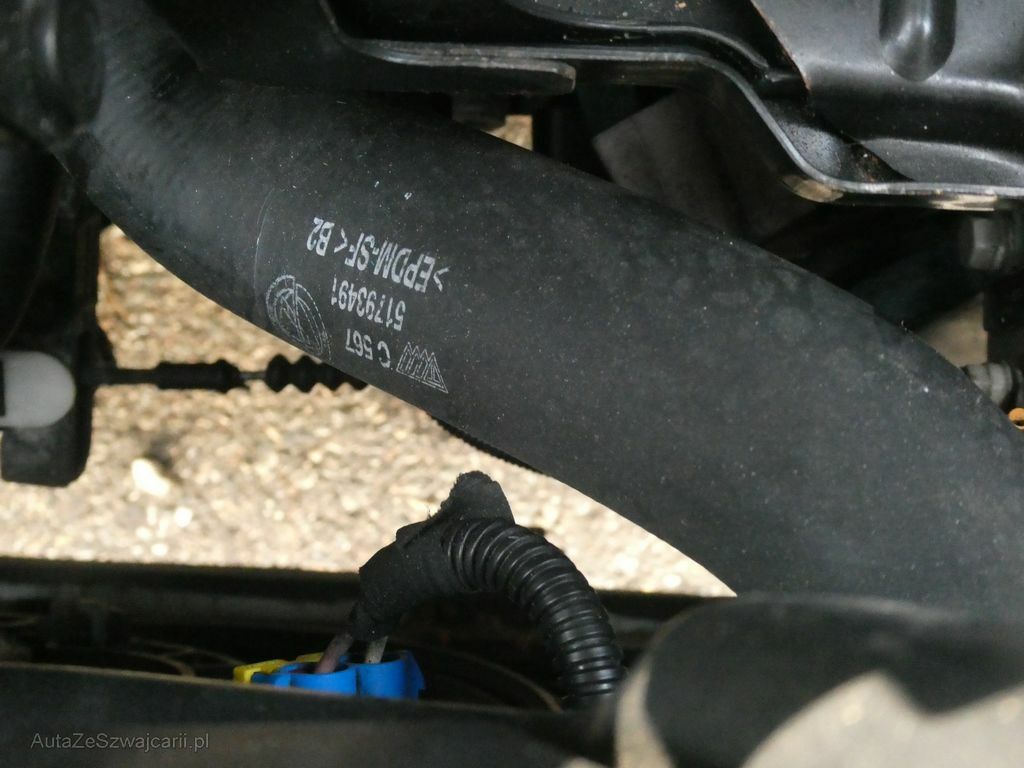 >EPDM-SF< B2
51793491
C 567
AutaZeSzwajcarii.pl